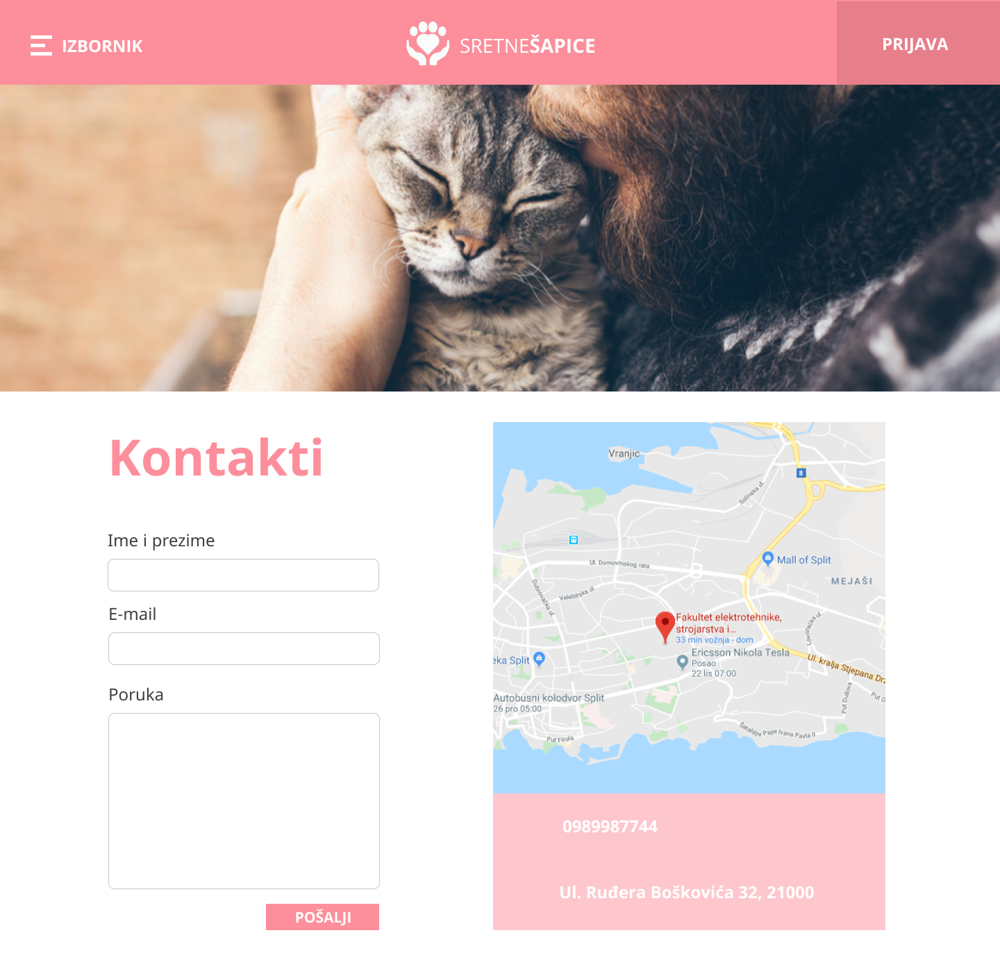 IZBORNIK
SRETNEŠAPICE
PRIJAVA
Kontakti
Ime i prezime
E-mail
Poruka
POŠALJI
Vranjic
8
Solinska ul.
Ul. Domovinskog rata
Mall of Split
MEJAŠI
Dubrovačka ul.
Velebitska ul.
Fakultet elektrotehnike,
strojarstva i...
33 min vožnja - dom
Lovrinačka ul.
Ericsson Nikola Tesla
Posao
22 lis 07:00
eka Split
Ul. kralja Stjepana Drž
Autobusni kolodvor Split
26 pro 05:00
Put Duilova
Put o
Put Firula
Šetalište Pape Ivana Pavla II
0989987744
Ul. Ruđera Boškovića 32, 21000